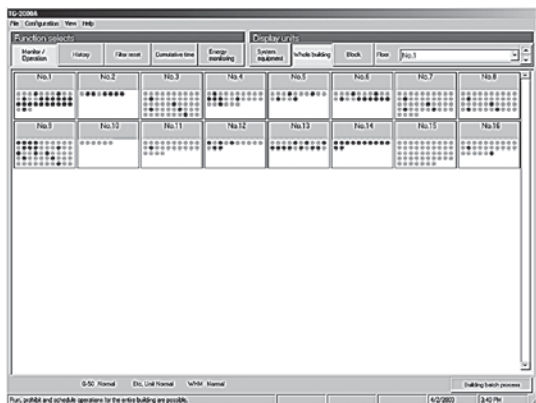 TG-2000A
File Configuration View Help
Function selects
Display units
Monitor / Operation
History
Filter reset
Cumulative time
Energy monitoring
System equipment
Whole building
Block
Floor
No.1
No.1 No.2 No.3 No.4 No.5 No.6 No.7 No.8
No.9 No.10 No.11 No.12 No.13 No.14 No.15 No.16
G-50 Normal Etc. Unit Normal WHM Normal
Building batch process
Run, prohibit and schedule operations for the entire building are possible.
4/2/2003
3:40 PM